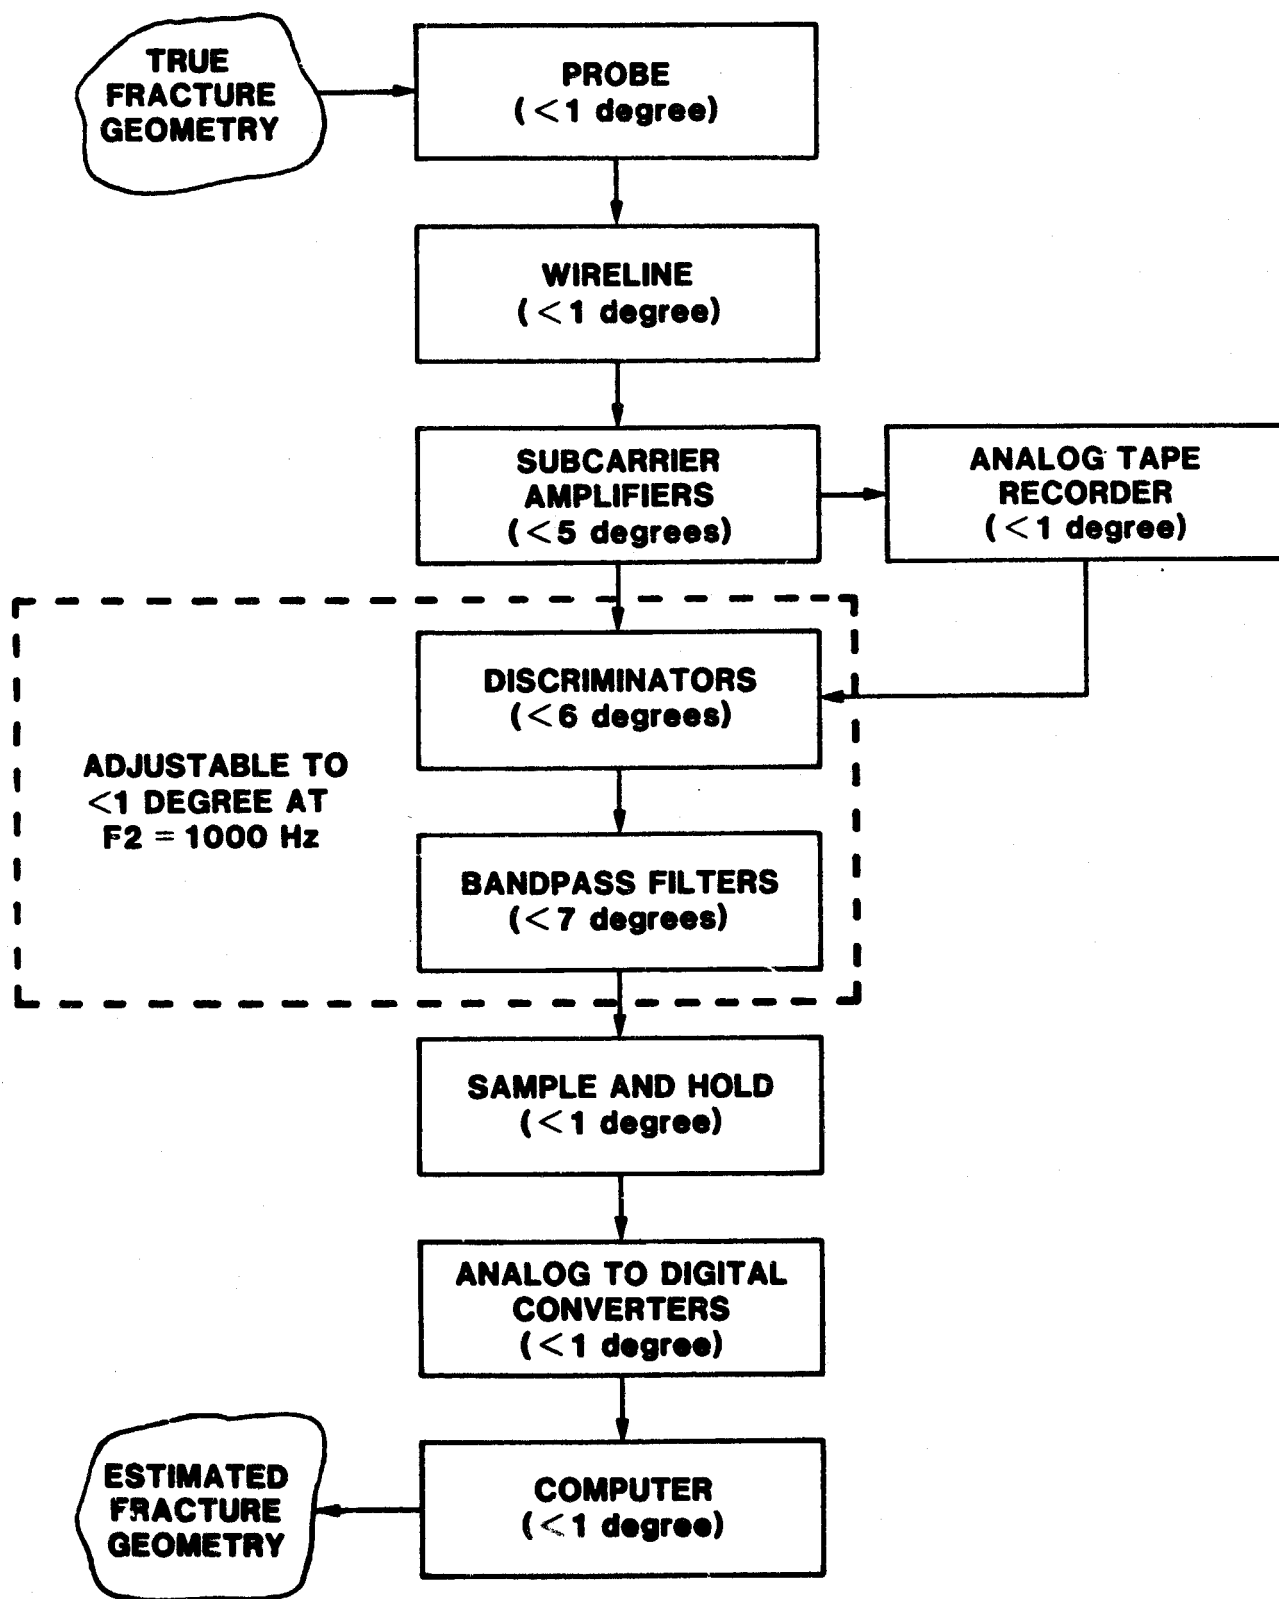 TRUE
FRACTURE
GEOMETRY
PROBE
(<1 degree)
WIRELINE
(<1 degree)
SUBCARRIER
AMPLIFIERS
(<5 degrees)
ANALOG TAPE
RECORDER
(<1 degree)
DISCRIMINATORS
(<6 degrees)
ADJUSTABLE TO
<1 DEGREE AT
F2 = 1000 Hz
BANDPASS FILTERS
(<7 degrees)
SAMPLE AND HOLD
(<1 degree)
ANALOG TO DIGITAL
CONVERTERS
(<1 degree)
COMPUTER
(<1 degree)
ESTIMATED
FRACTURE
GEOMETRY